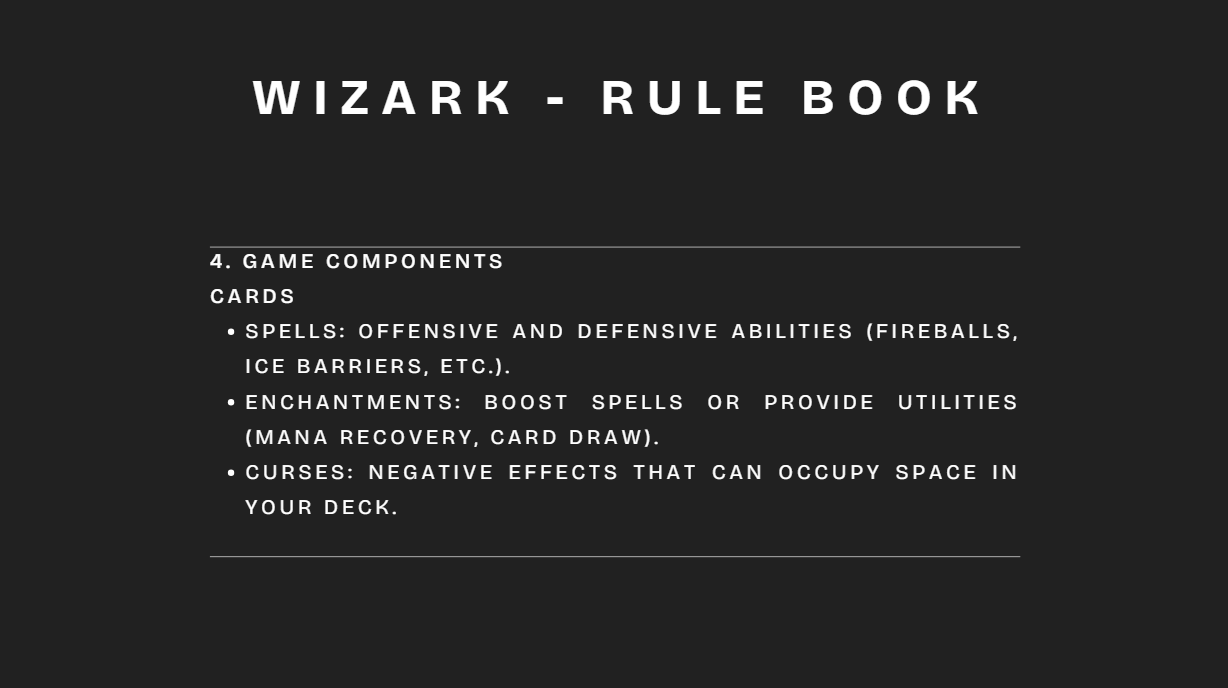 WIZARK - RULE BOOK
4. GAME COMPONENTS
CARDS
• SPELLS: OFFENSIVE AND DEFENSIVE ABILITIES (FIREBALLS,
ICE BARRIERS, ETC.).
• ENCHANTMENTS: BOOST SPELLS OR PROVIDE UTILITIES
(MANA RECOVERY, CARD DRAW).
• CURSES: NEGATIVE EFFECTS THAT CAN OCCUPY SPACE IN
YOUR DECK.